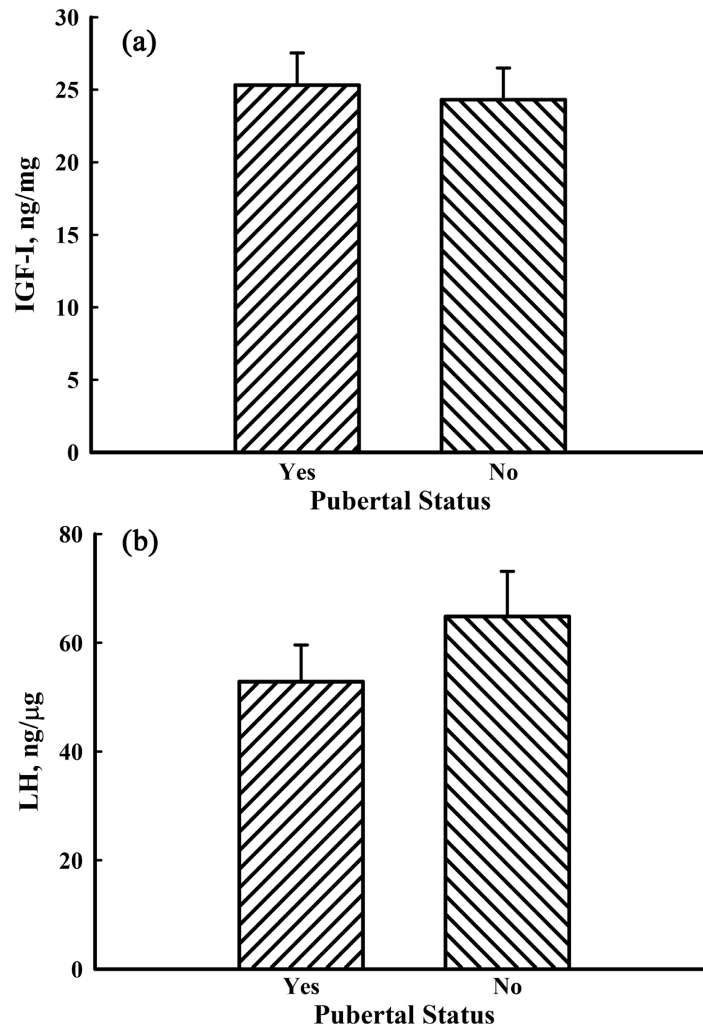 (a)
30
25
20
15
10
5
0
IGF-I, ng/mg
Yes No
Pubertal Status
(b)
80
60
40
20
0
LH, ng/μg
Yes No
Pubertal Status